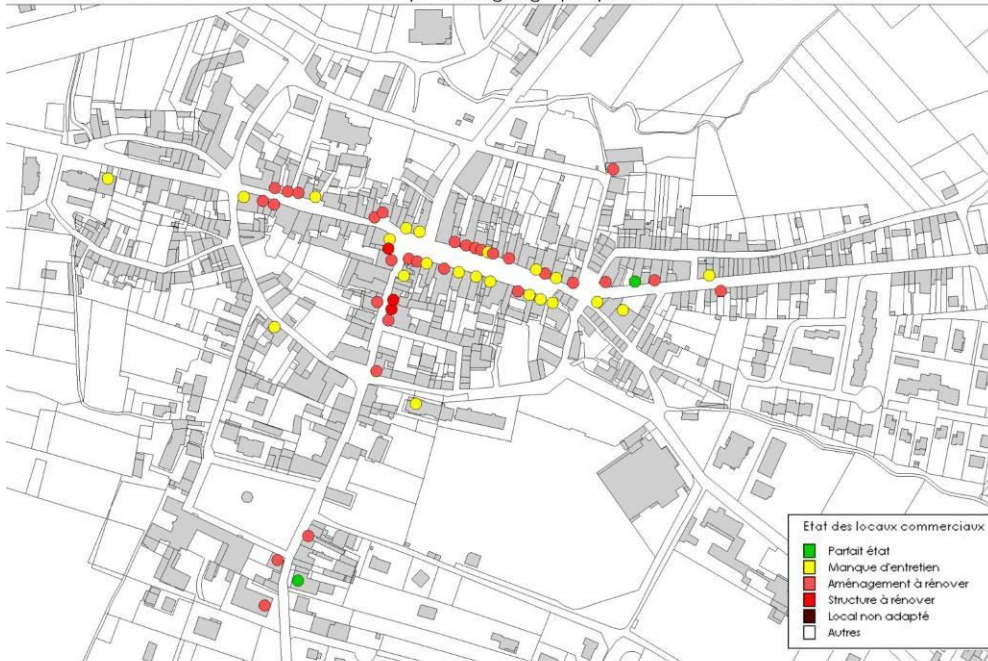 Etat des locaux commerciaux
Parfait état
Manque d'entretien
Aménagement à rénover
Structure à rénover
Local non adapté
Autres